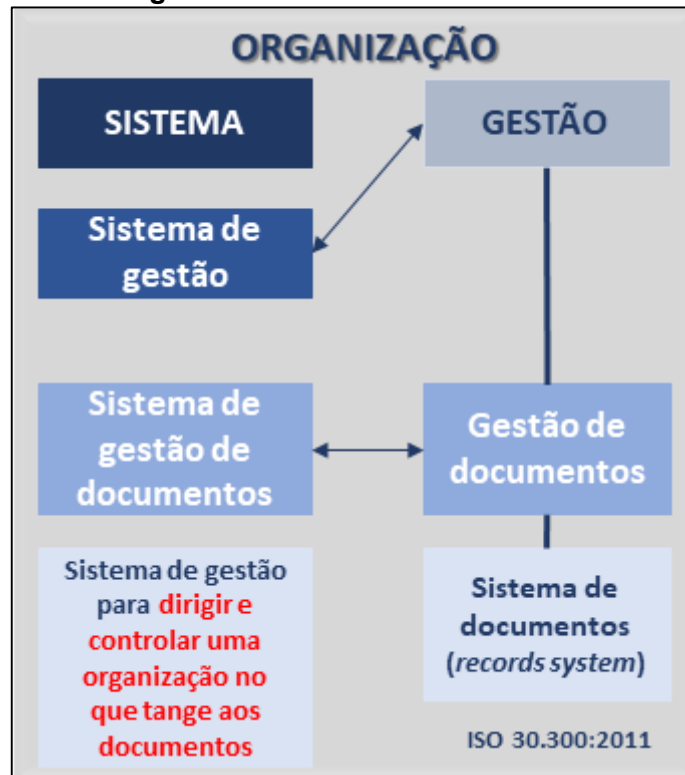 ORGANIZAÇÃO
SISTEMA
GESTÃO
Sistema de
gestão
Sistema de
gestão de
documentos
Gestão de
documentos
Sistema de gestão
para dirigir e
controlar uma
organização no
que tange aos
documentos
Sistema de
documentos
(records system)
ISO 30.300:2011